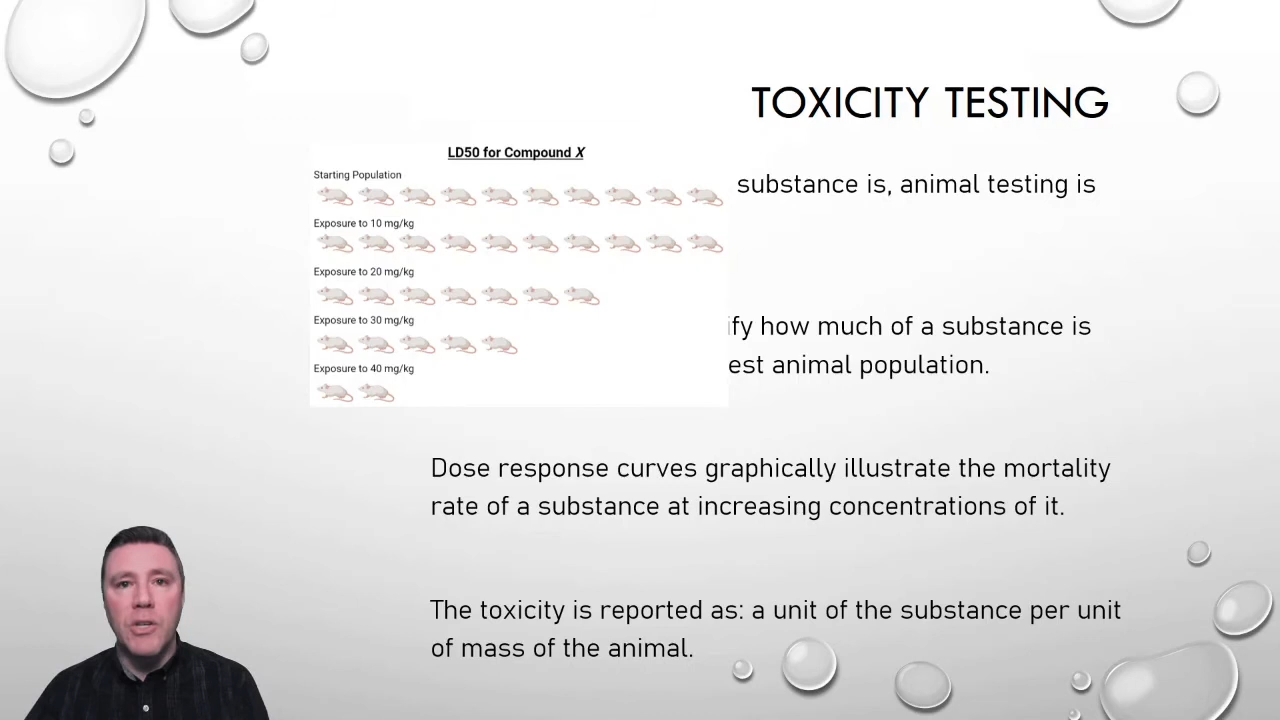 TOXICITY TESTING
LD50 for Compound X
Starting Population
Exposure to 10 mg/kg
Exposure to 20 mg/kg
Exposure to 30 mg/kg
Exposure to 40 mg/kg
substance is, animal testing is
ify how much of a substance is
est animal population.
Dose response curves graphically illustrate the mortality
rate of a substance at increasing concentrations of it.
The toxicity is reported as: a unit of the substance per unit
of mass of the animal.